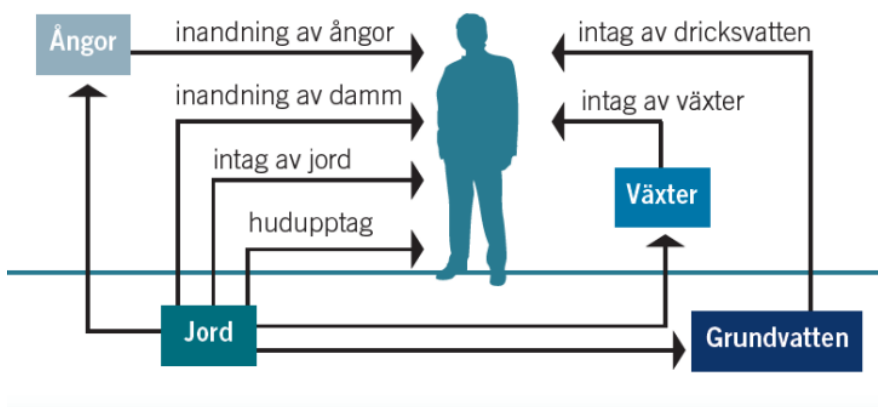 Ångor
inandning av ångor
intag av dricksvatten
inandning av damm
intag av växter
intag av jord
Växter
hudupptag
Jord
Grundvatten